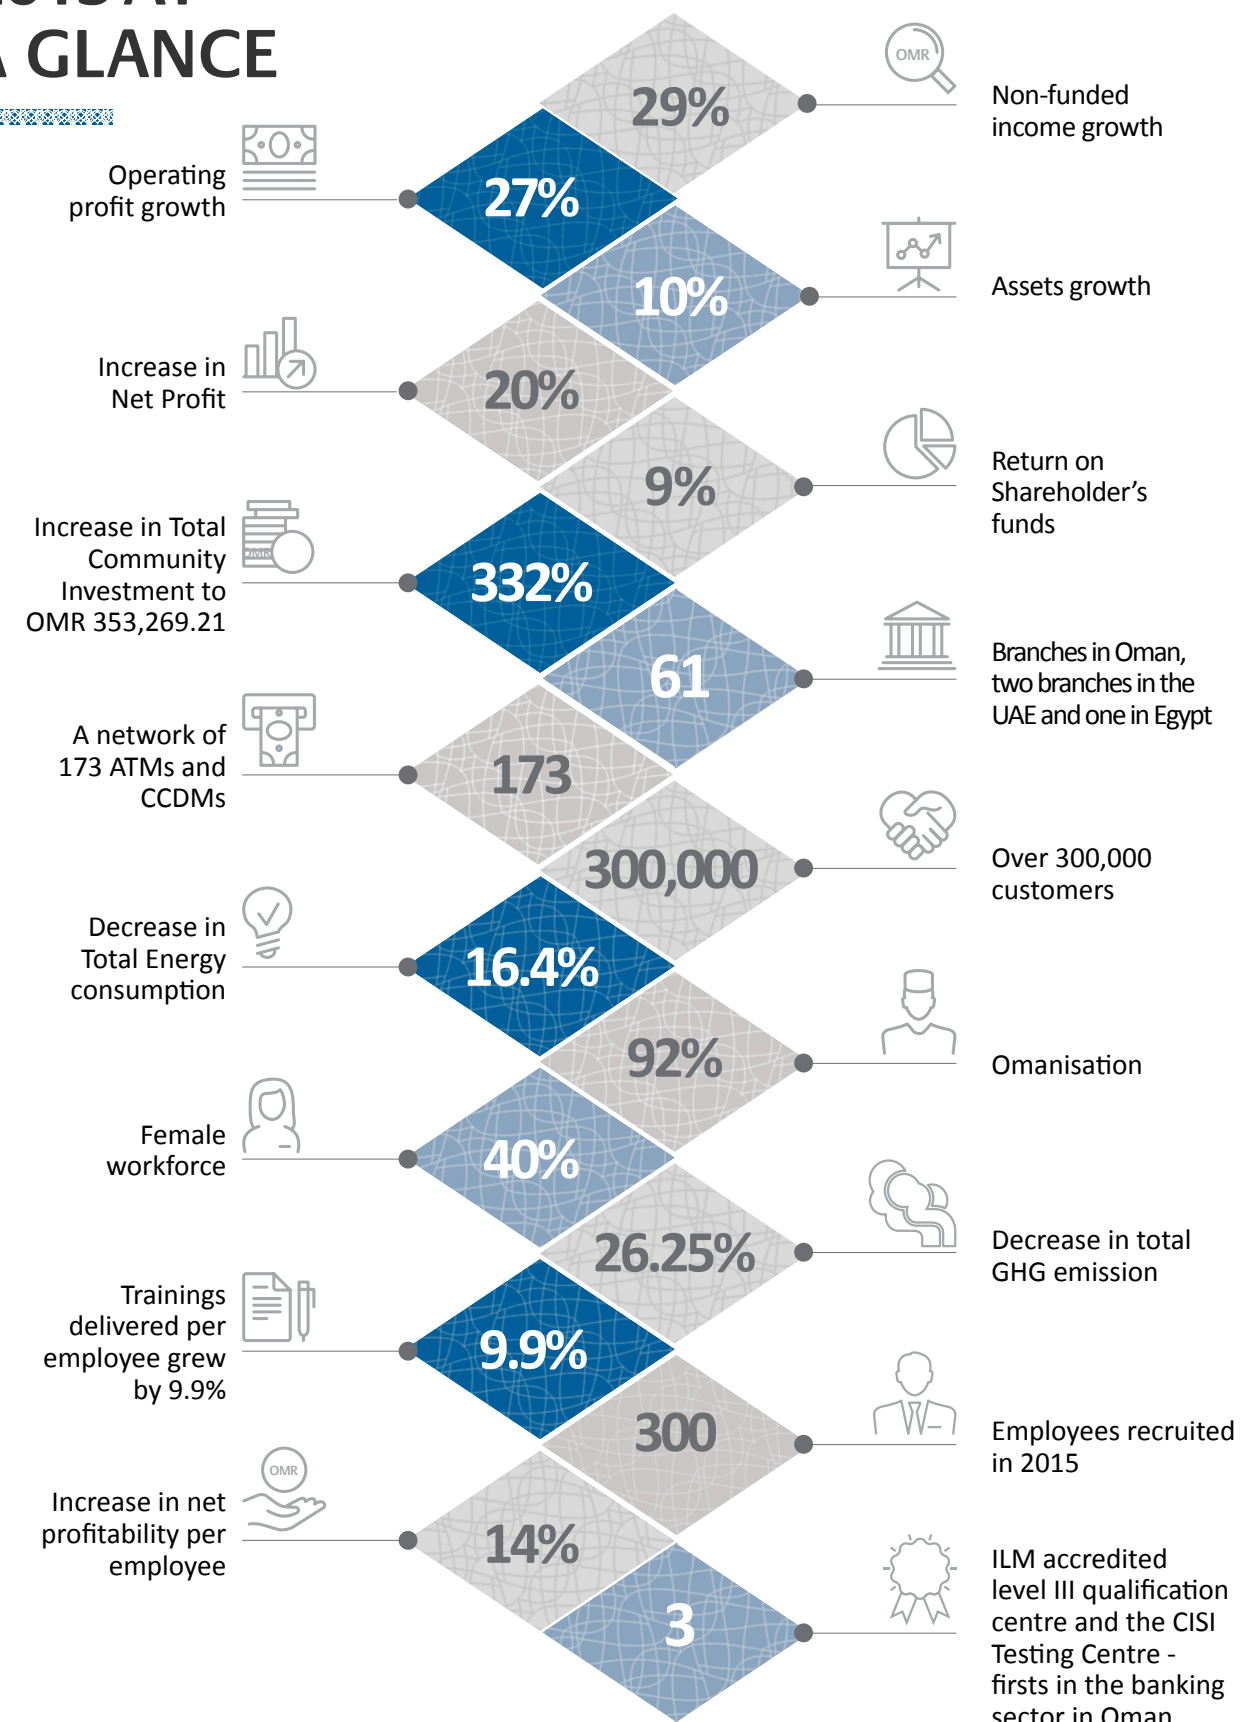 A GLANCE
OMR
29%
Non-funded
income growth
Operating
profit growth
27%
10%
Assets growth
Increase in
Net Profit
20%
9%
Return on
Shareholder’s
funds
Increase in Total
Community
Investment to
OMR 353,269.21
OMR
332%
61
Branches in Oman,
two branches in the
UAE and one in Egypt
A network of
173 ATMs and
CCDMs
173
300,000
Over 300,000
customers
Decrease in
Total Energy
consumption
16.4%
92%
Omanisation
Female
workforce
40%
26.25%
Decrease in total
GHG emission
Trainings
delivered per
employee grew
by 9.9%
9.9%
300
Employees recruited
in 2015
OMR
Increase in net
profitability per
employee
14%
3
ILM accredited
level III qualification
centre and the CISI
Testing Centre -
firsts in the banking
sector in Oman